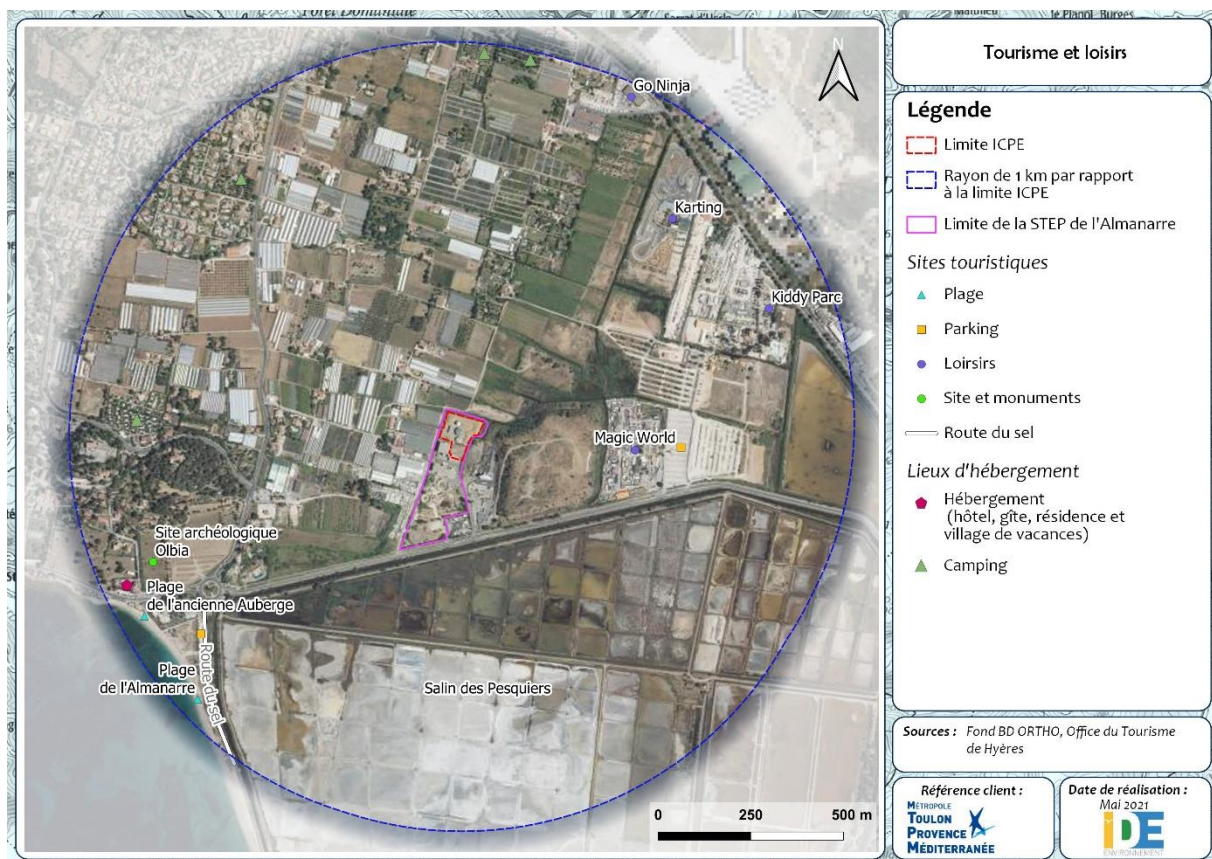 Forêt Domaniale
Tourisme et loisirs
N
Go Ninja
Karting
Kiddy Parc
Magic World
Site archéologique
Olbia
Plage
de l'ancienne Auberge
Plage
de l'Almanarre
Route du sel
Salin des Pesquiers
0 250 500 m
Légende
Limite ICPE
Rayon de 1 km par rapport
à la limite ICPE
Limite de la STEP de l'Almanarre
Sites touristiques
Plage
Parking
Loirsirs
Site et monuments
Route du sel
Lieux d'hébergement
Hébergement
(hôtel, gîte, résidence et
village de vacances)
Camping
Sources : Fond BD ORTHO, Office du Tourisme
de Hyères
Référence client :
MÉTROPOLE
TOULON
PROVENCE
MÉDITERRANÉE
Date de réalisation :
Mai 2021
IDE
ENVIRONNEMENT